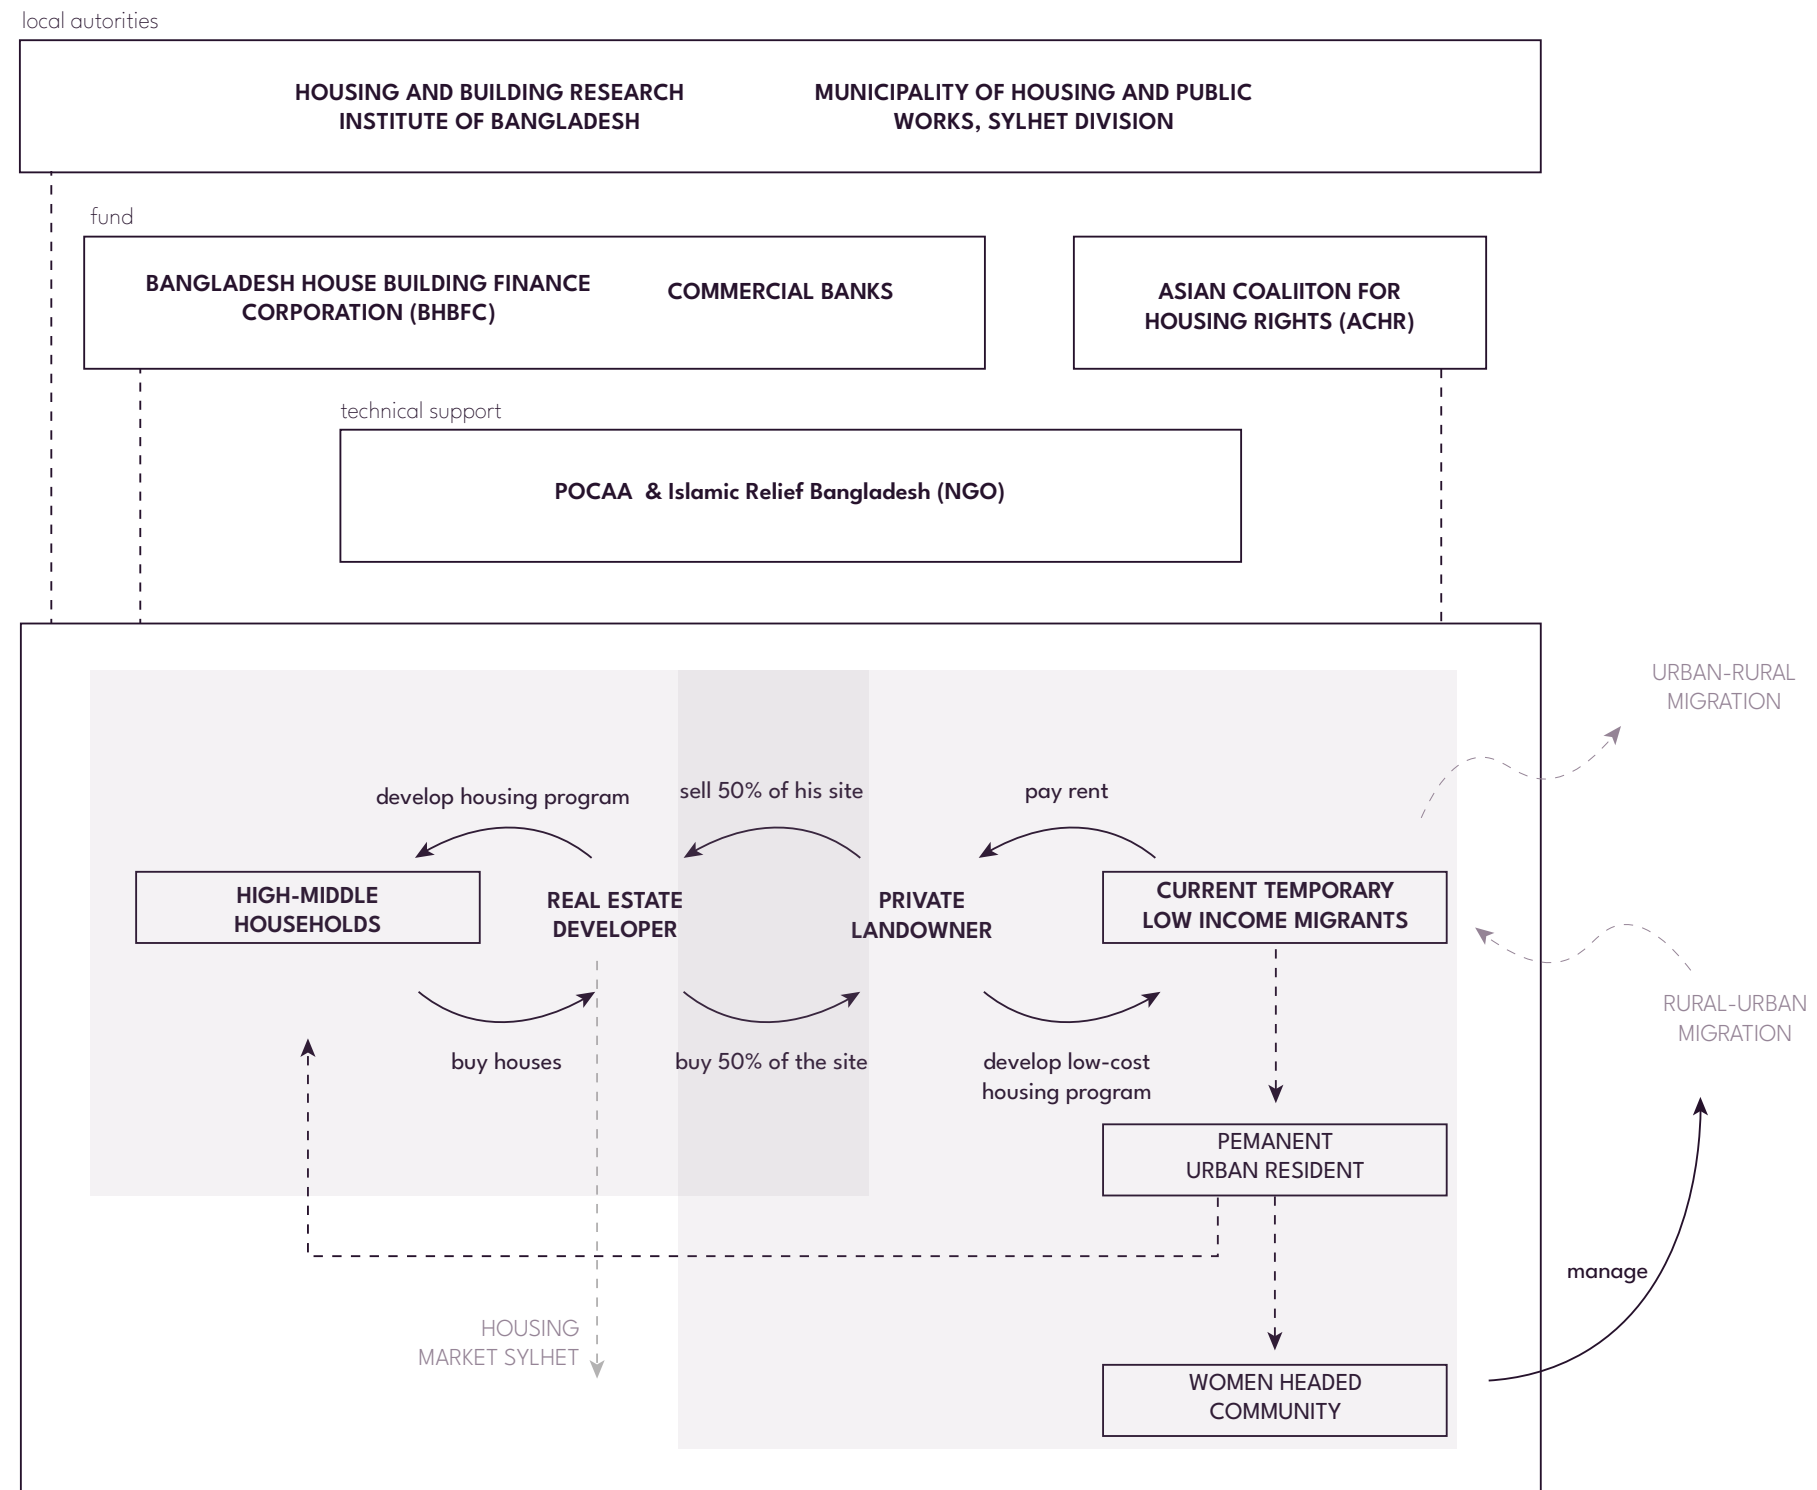 local autorities
HOUSING AND BUILDING RESEARCH
INSTITUTE OF BANGLADESH
MUNICIPALITY OF HOUSING AND PUBLIC
WORKS, SYLHET DIVISION
fund
BANGLADESH HOUSE BUILDING FINANCE
CORPORATION (BHBFC)
COMMERCIAL BANKS
ASIAN COALIITON FOR
HOUSING RIGHTS (ACHR)
technical support
POCAA & Islamic Relief Bangladesh (NGO)
URBAN-RURAL
MIGRATION
develop housing program
sell 50% of his site
pay rent
HIGH-MIDDLE
HOUSEHOLDS
REAL ESTATE
DEVELOPER
PRIVATE
LANDOWNER
CURRENT TEMPORARY
LOW INCOME MIGRANTS
RURAL-URBAN
MIGRATION
buy houses
buy 50% of the site
develop low-cost
housing program
PEMANENT
URBAN RESIDENT
manage
HOUSING
MARKET SYLHET
WOMEN HEADED
COMMUNITY